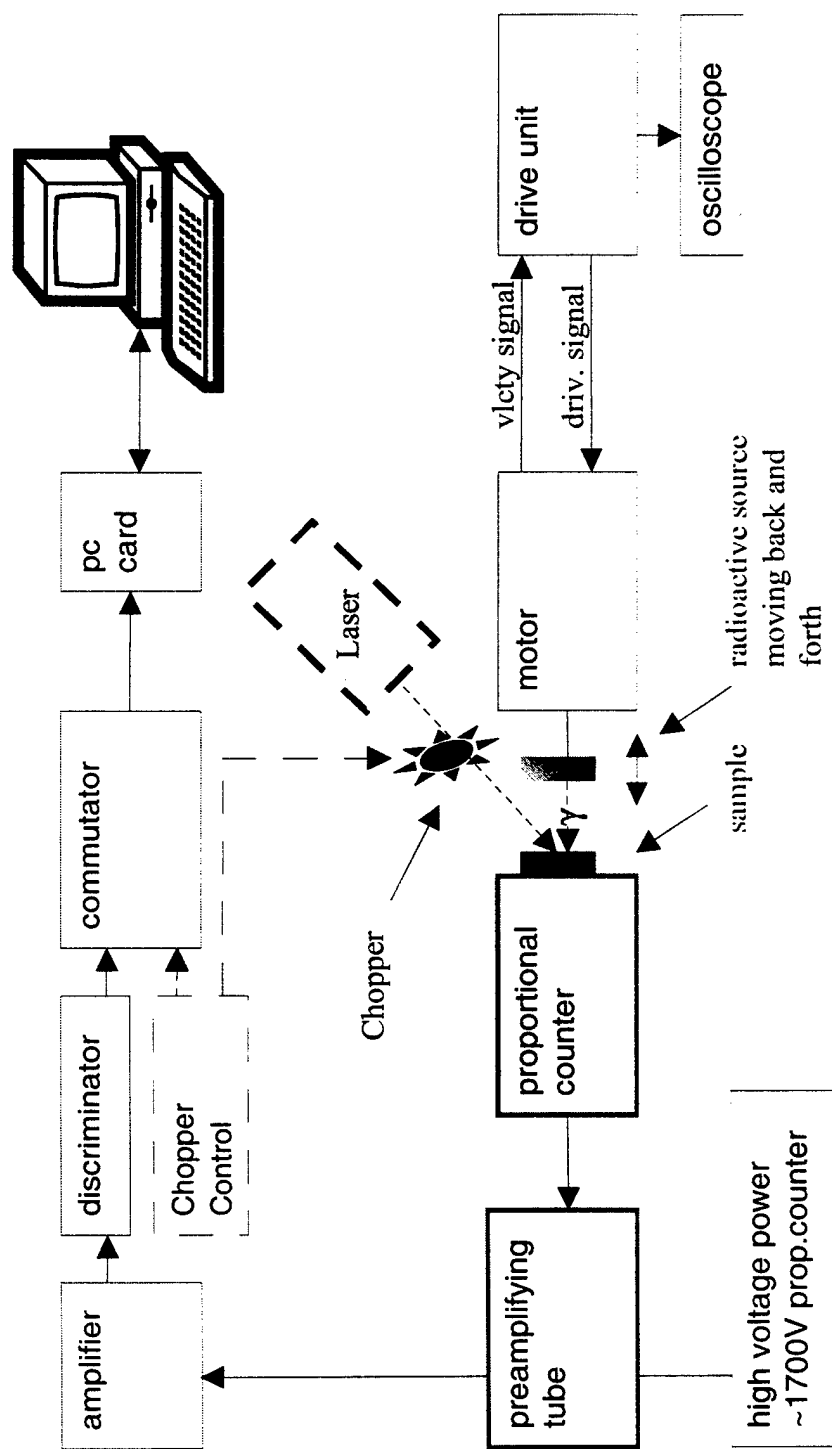 amplifier
discriminator
Chopper
Control
commutator
pc
card
Laser
Chopper
preamplifying
tube
proportional
counter
γ
motor
vlcty signal
driv. signal
drive unit
oscilloscope
high voltage power
~1700V prop.counter
sample
radioactive source
moving back and
forth